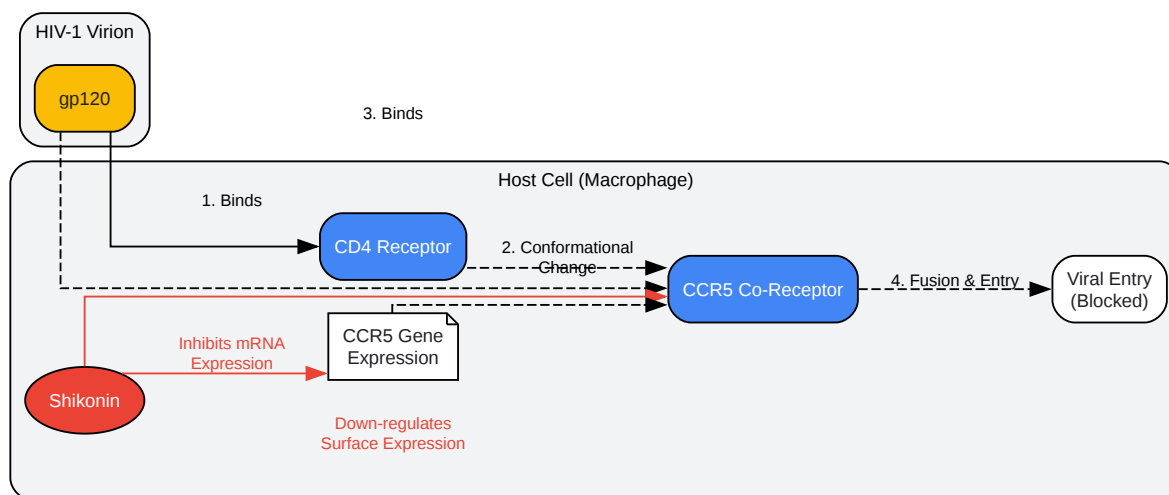 HIV-1 Virion
gp120
3. Binds
Host Cell (Macrophage)
1. Binds
CD4 Receptor
2. Conformational
Change
CCR5 Co-Receptor
4. Fusion & Entry
Viral Entry
(Blocked)
CCR5 Gene
Expression
Inhibits mRNA
Expression
Shikonin
Down-regulates
Surface Expression